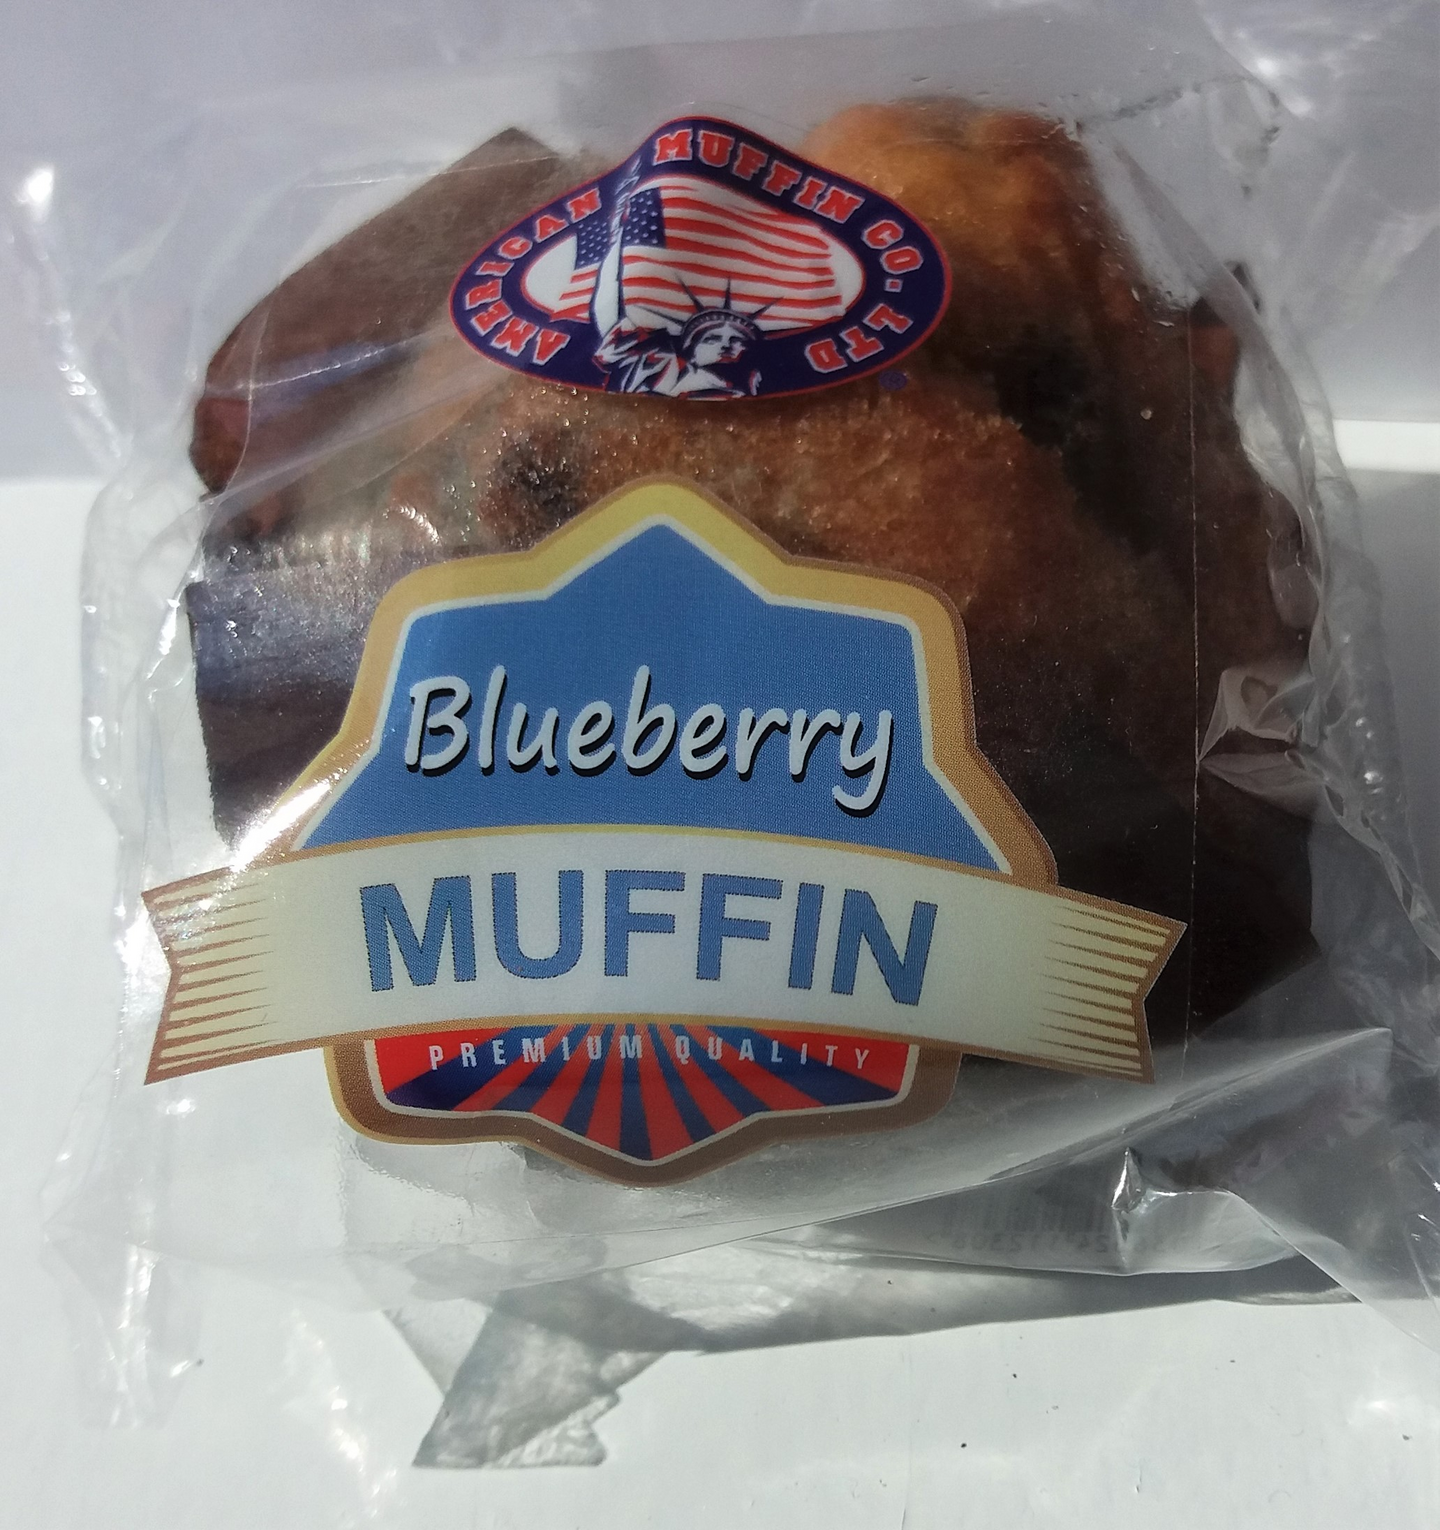 AMERICAN MUFFIN CO. LTD
®
Blueberry
MUFFIN
PREMIUM QUALITY